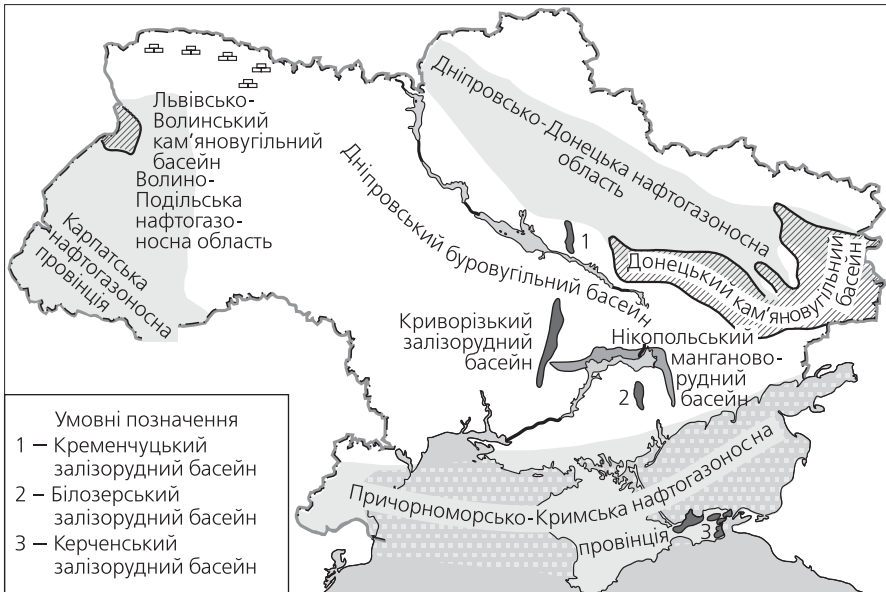 Львівсько-
Волинський
кам'яновугільний
басейн
Волино-
Подільська
нафтогазо-
носна область
Карпатська
нафтогазоносна
провінція
Дніпровсько-Донецька нафтогазоносна
область
Дніпровський буровугільний басейн
1
Донецький кам'яновугільний
басейн
Криворізький
залізорудний
басейн
Нікопольський
манганово-
рудний
басейн
2
Причорноморсько-Кримська нафтогазоносна
провінція
3
Умовні позначення
1 – Кременчуцький
залізорудний басейн
2 – Білозерський
залізорудний басейн
3 – Керченський
залізорудний басейн